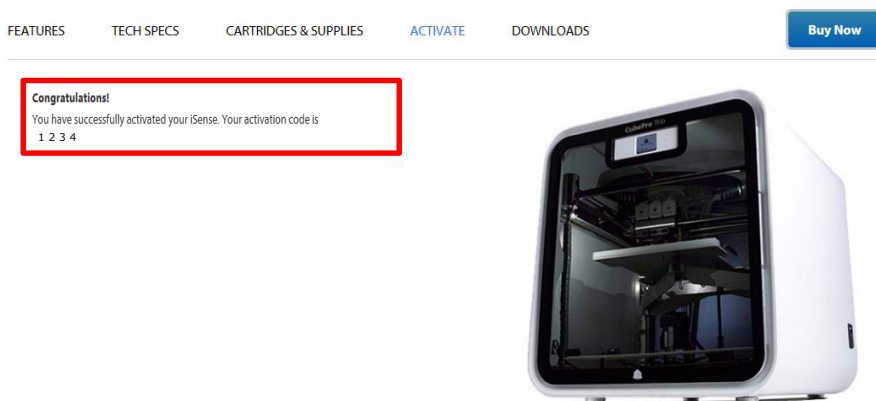 FEATURES TECH SPECS CARTRIDGES & SUPPLIES ACTIVATE DOWNLOADS Buy Now
Congratulations!
You have successfully activated your iSense. Your activation code is
1 2 3 4
CubePro Trio